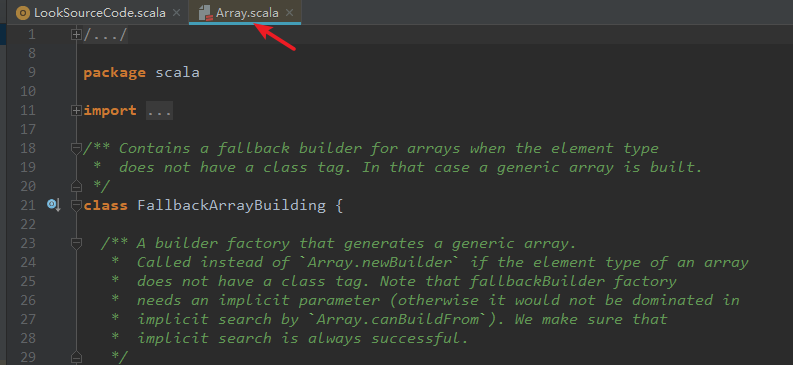 LookSourceCode.scala × Array.scala ×
1 /.../
8
9 package scala
10
11 import ...
17
18 /** Contains a fallback builder for arrays when the element type
19 * does not have a class tag. In that case a generic array is built.
20 */
21 class FallbackArrayBuilding {
22
23 /** A builder factory that generates a generic array.
24 * Called instead of `Array.newBuilder` if the element type of an array
25 * does not have a class tag. Note that fallbackBuilder factory
26 * needs an implicit parameter (otherwise it would not be dominated in
27 * implicit search by `Array.canBuildFrom`). We make sure that
28 * implicit search is always successful.
29 */